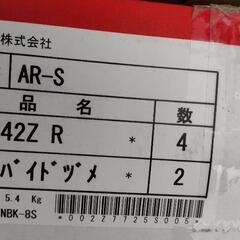 株式会社
AR-S
品 名 数
42Z R * 4
ﾊﾞｲﾄﾞﾂﾞﾒ * 2
5.4 Kg
NBK-8S
*002Z7725S005*